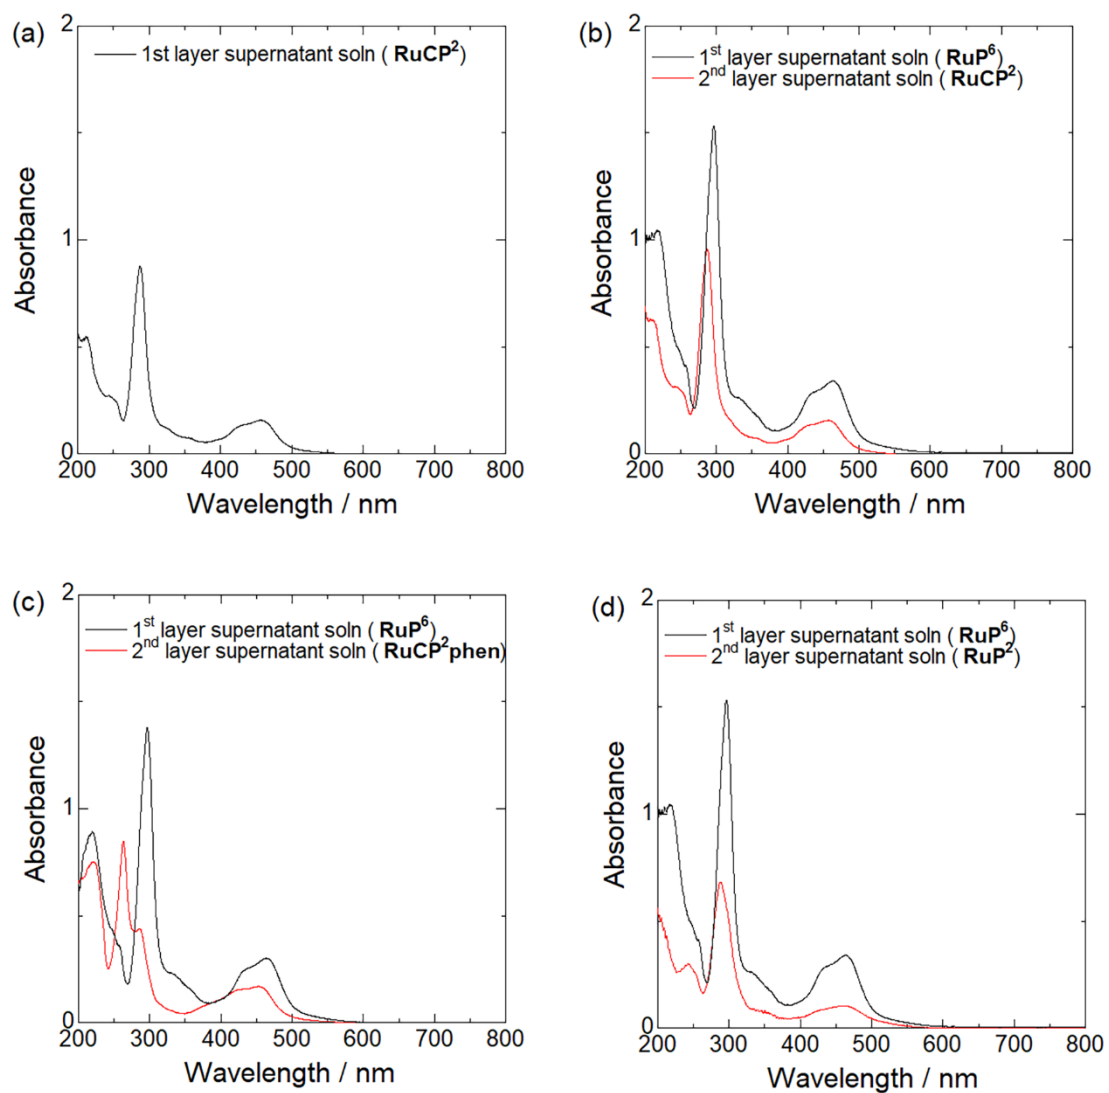 (a)
2
1st layer supernatant soln ( RuCP²)
1
0
Absorbance
200 300 400 500 600 700 800
Wavelength / nm
(b)
2
1st layer supernatant soln ( RuP⁶)
2nd layer supernatant soln ( RuCP²)
1
0
Absorbance
200 300 400 500 600 700 800
Wavelength / nm
(c)
2
1st layer supernatant soln ( RuP⁶)
2nd layer supernatant soln ( RuCP²phen)
1
0
Absorbance
200 300 400 500 600 700 800
Wavelength / nm
(d)
2
1st layer supernatant soln ( RuP⁶)
2nd layer supernatant soln ( RuP²)
1
0
Absorbance
200 300 400 500 600 700 800
Wavelength / nm